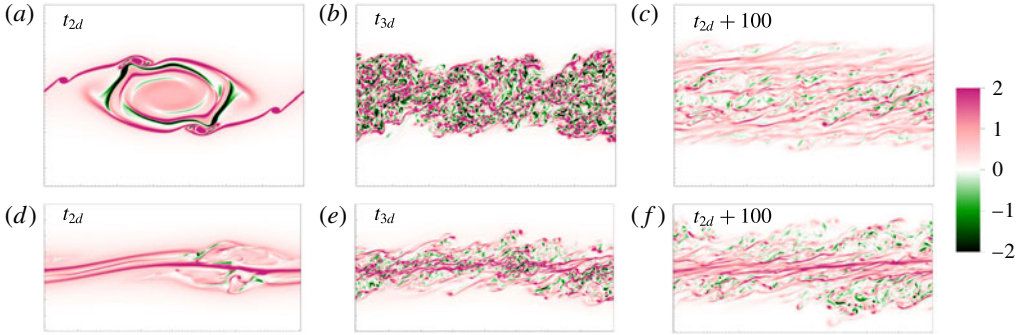 (a) t2d
(b) t3d
(c) t2d + 100
2
1
0
−1
−2
(d) t2d
(e) t3d
(f) t2d + 100